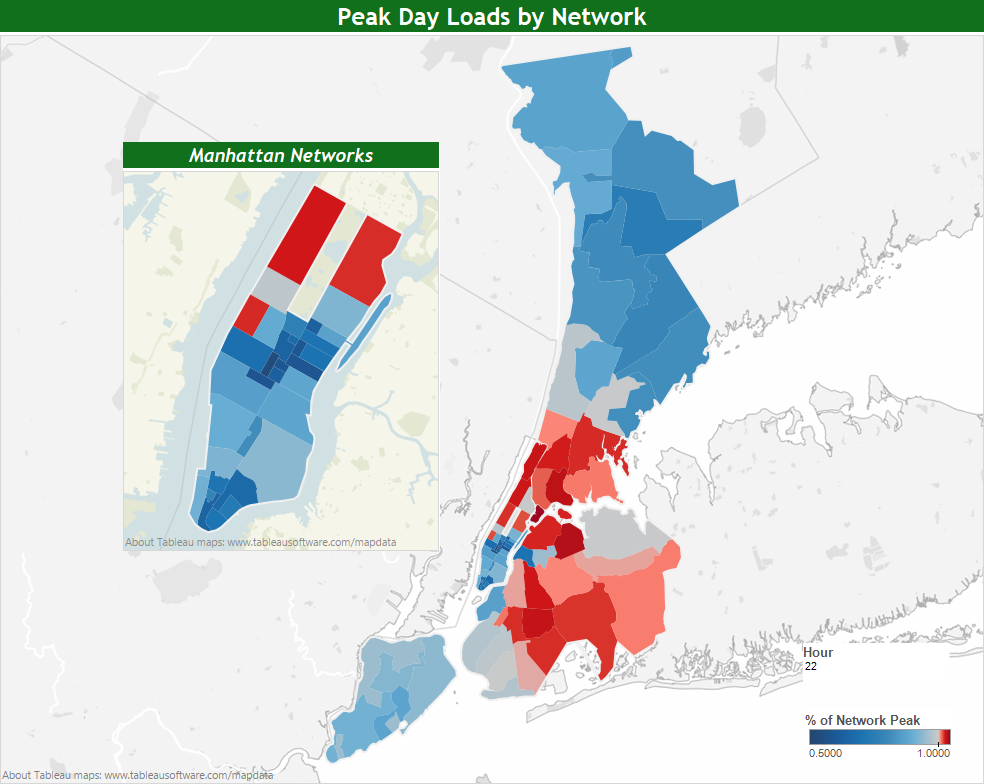 Peak Day Loads by Network
Manhattan Networks
About Tableau maps: www.tableausoftware.com/mapdata
Hour
22
% of Network Peak
0.5000 1.0000
About Tableau maps: www.tableausoftware.com/mapdata